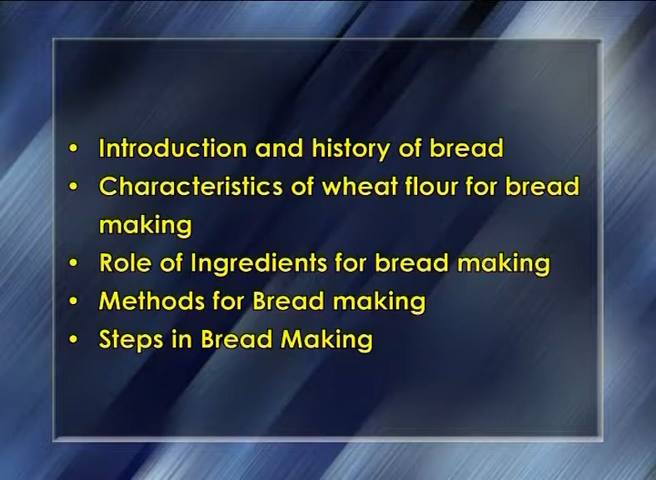 • Introduction and history of bread
• Characteristics of wheat flour for bread
making
• Role of Ingredients for bread making
• Methods for Bread making
• Steps in Bread Making